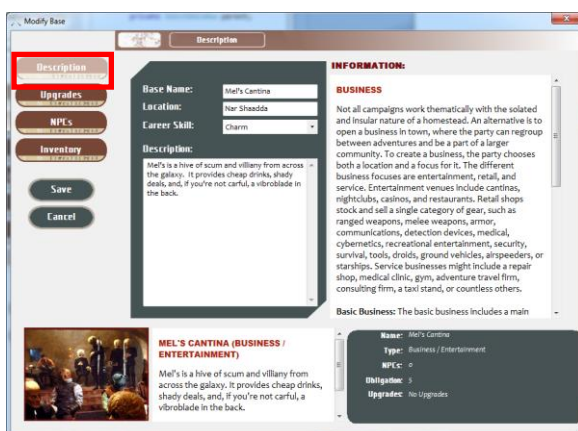 Modify Base
Description
Description
Upgrades
NPCs
Inventory
Save
Cancel
Base Name: Mel's Cantina
Location: Nar Shaadda
Career Skill: Charm
Description:
Mel's is a hive of scum and villiany from across
the galaxy. It provides cheap drinks, shady
deals, and, if you're not carful, a vibroblade in
the back.
INFORMATION:
BUSINESS
Not all campaigns work thematically with the solated
and insular nature of a homestead. An alternative is to
open a business in town, where the party can regroup
between adventures and be a part of a larger
community. To create a business, the party chooses
both a location and a focus for it. The different
business focuses are entertainment, retail, and
service. Entertainment venues include cantinas,
nightclubs, casinos, and restaurants. Retail shops
stock and sell a single category of gear, such as
ranged weapons, melee weapons, armor,
communications, detection devices, medical,
cybernetics, recreational entertainment, security,
survival, tools, droids, ground vehicles, airspeeders, or
starships. Service businesses might include a repair
shop, medical clinic, gym, adventure travel firm,
consulting firm, a taxi stand, or countless others.
Basic Business: The basic business includes a main
MEL'S CANTINA (BUSINESS /
ENTERTAINMENT)
Mel's is a hive of scum and villiany from
across the galaxy. It provides cheap drinks,
shady deals, and, if you're not carful, a
vibroblade in the back.
Name: Mel's Cantina
Type: Business / Entertainment
NPCs: 0
Obligation: 5
Upgrades: No Upgrades